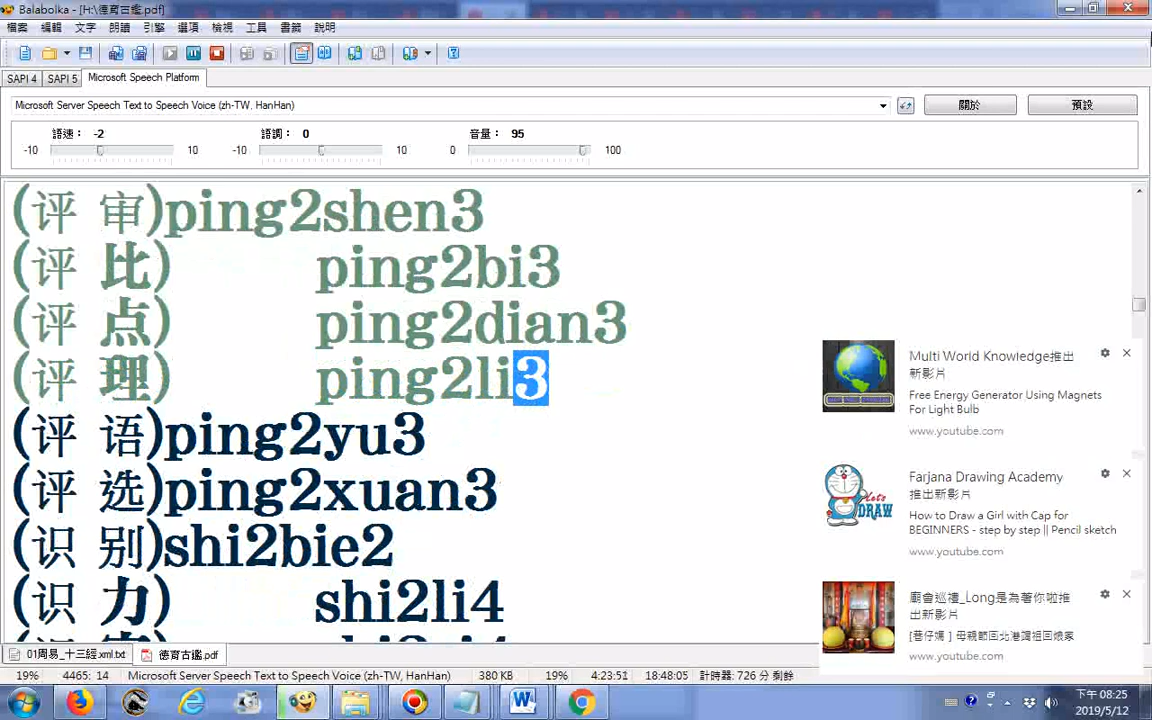 Balabolka - [H:\德育古鑑.pdf]
檔案 編輯 文字 朗讀 引擎 選項 檢視 工具 書籤 說明
SAPI 4 SAPI 5 Microsoft Speech Platform
Microsoft Server Speech Text to Speech Voice (zh-TW, HanHan) 關於 預設
語速： -2 語調： 0 音量： 95
-10 10 -10 10 0 100
(评 审)ping2shen3
(评 比) ping2bi3
(评 点) ping2dian3
(评 理) ping2li3
(评 语)ping2yu3
(评 选)ping2xuan3
(识 别)shi2bie2
(识 力) shi2li4
Multi World Knowledge推出
新影片
Free Energy Generator Using Magnets
For Light Bulb
www.youtube.com
Farjana Drawing Academy
推出新影片
How to Draw a Girl with Cap for
BEGINNERS - step by step || Pencil sketch
www.youtube.com
廟會巡禮_Long是為著你啦推
出新影片
www.youtube.com
01周易_十三經.xml.txt 德育古鑑.pdf
19% 4465: 14 Microsoft Server Speech Text to Speech Voice (zh-TW, HanHan) 380 KB 19% 4:23:51 18:48:05 計時器: 726 分 剩餘
下午 08:25
2019/5/12